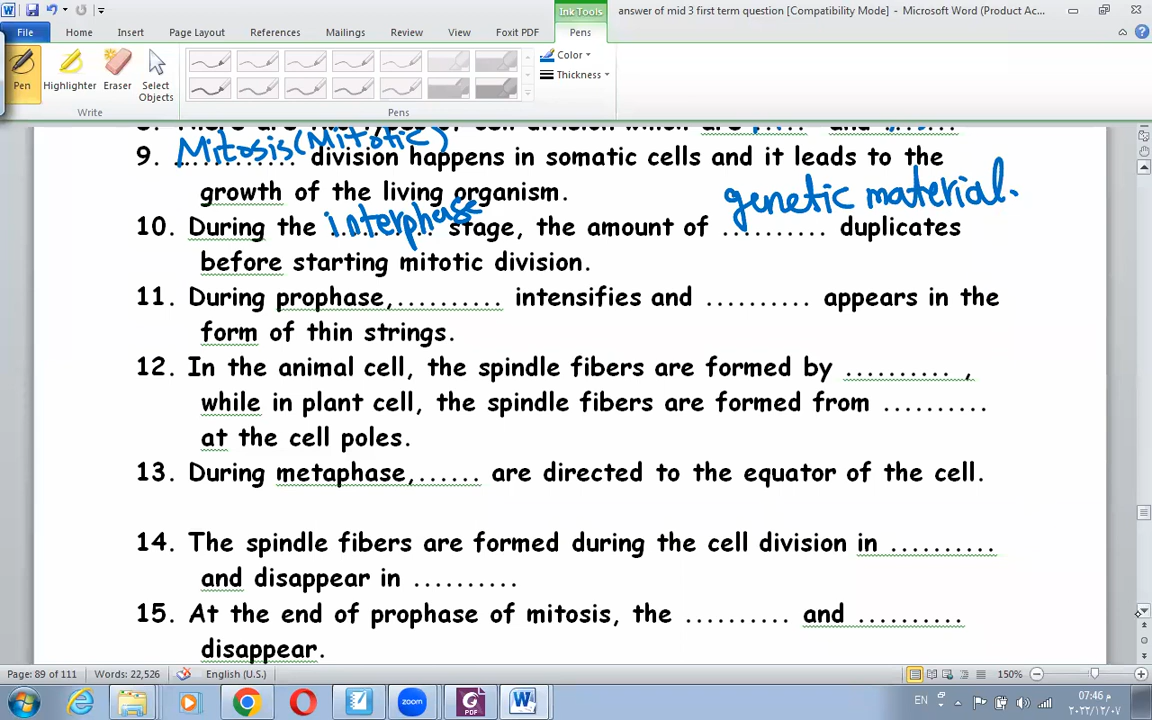 answer of mid 3 first term question [Compatibility Mode] - Microsoft Word (Product Ac...
Ink Tools
File Home Insert Page Layout References Mailings Review View Foxit PDF Pens
Pen Highlighter Eraser Select Objects
Color
Thickness
Write Pens
Mitosis(Mitotic)
9. ............ division happens in somatic cells and it leads to the
growth of the living organism.
genetic material.
interphase
10. During the .......... stage, the amount of .......... duplicates
before starting mitotic division.
11. During prophase,.......... intensifies and .......... appears in the
form of thin strings.
12. In the animal cell, the spindle fibers are formed by .......... ,
while in plant cell, the spindle fibers are formed from ..........
at the cell poles.
13. During metaphase,...... are directed to the equator of the cell.
14. The spindle fibers are formed during the cell division in ..........
and disappear in ..........
15. At the end of prophase of mitosis, the .......... and ..........
disappear.
Page: 89 of 111 Words: 22,526 English (U.S.) 150%
zoom
EN 07:46 م
٢٠٢٢/١٢/٠٧